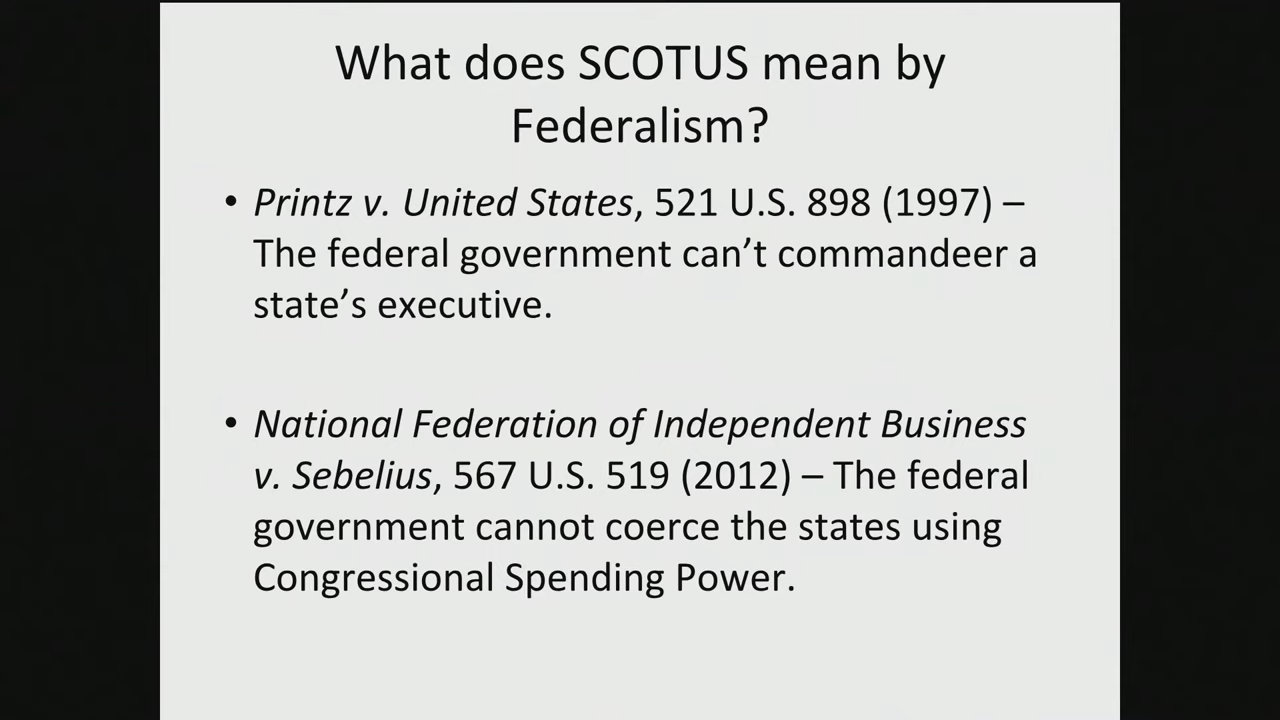 What does SCOTUS mean by
Federalism?
• Printz v. United States, 521 U.S. 898 (1997) –
The federal government can’t commandeer a
state’s executive.
• National Federation of Independent Business
v. Sebelius, 567 U.S. 519 (2012) – The federal
government cannot coerce the states using
Congressional Spending Power.